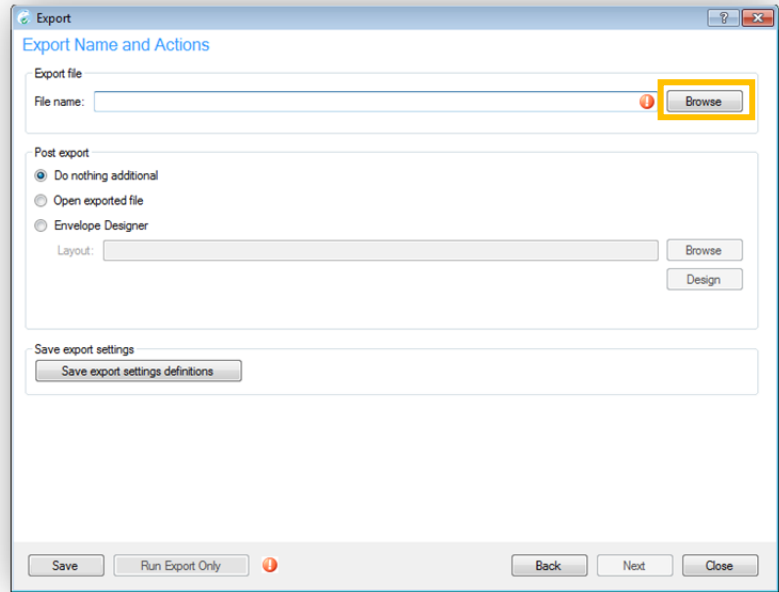 Export
Export Name and Actions
Export file
File name:
Browse
Post export
Do nothing additional
Open exported file
Envelope Designer
Layout:
Browse
Design
Save export settings
Save export settings definitions
Save
Run Export Only
Back
Next
Close